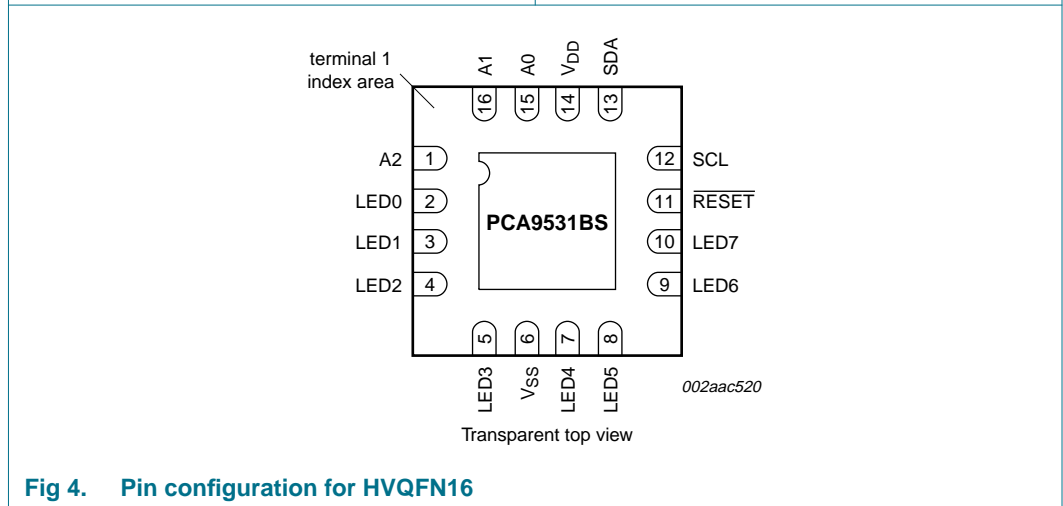 terminal 1
index area
A1
A0
VDD
SDA
16
15
14
13
A2
1
12
SCL
LED0
2
11
RESET
LED1
3
PCA9531BS
10
LED7
LED2
4
9
LED6
5
6
7
8
LED3
VSS
LED4
LED5
002aac520
Transparent top view
Fig 4. Pin configuration for HVQFN16